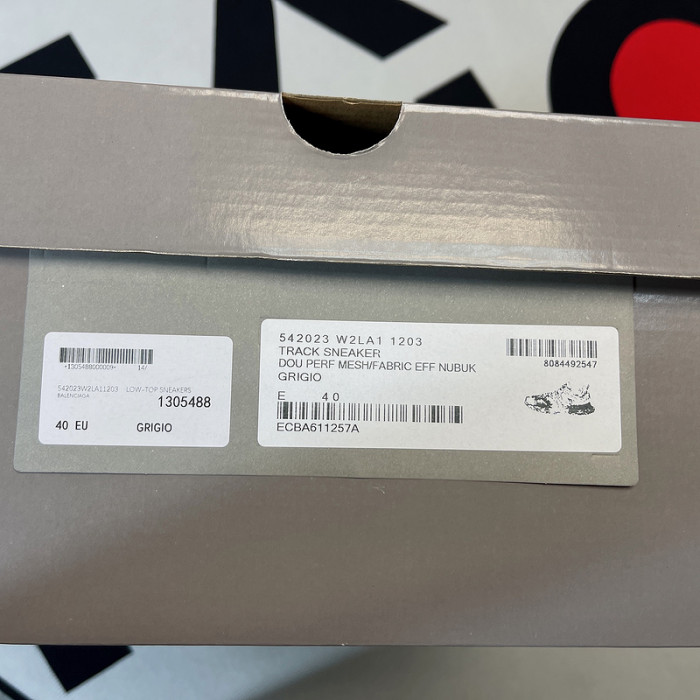 *1305488000009* 14/
542023W2LA11203 LOW-TOP SNEAKERS
BALENCIAGA
1305488
40 EU GRIGIO
542023 W2LA1 1203
TRACK SNEAKER
DOU PERF MESH/FABRIC EFF NUBUK
GRIGIO
8084492547
E 40
ECBA611257A